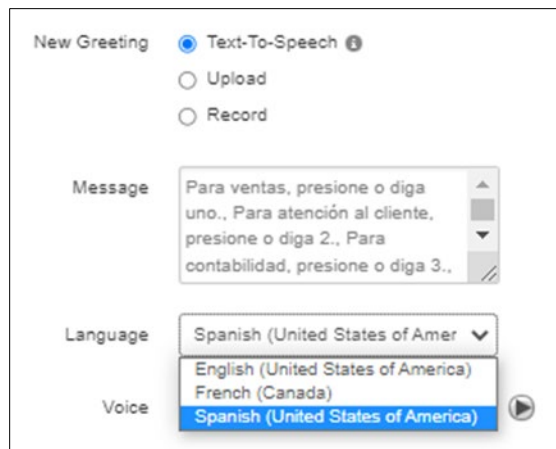 New Greeting
Text-To-Speech
Upload
Record
Message
Para ventas, presione o diga
uno., Para atención al cliente,
presione o diga 2., Para
contabilidad, presione o diga 3.,
Language
Spanish (United States of Amer
English (United States of America)
French (Canada)
Voice
Spanish (United States of America)